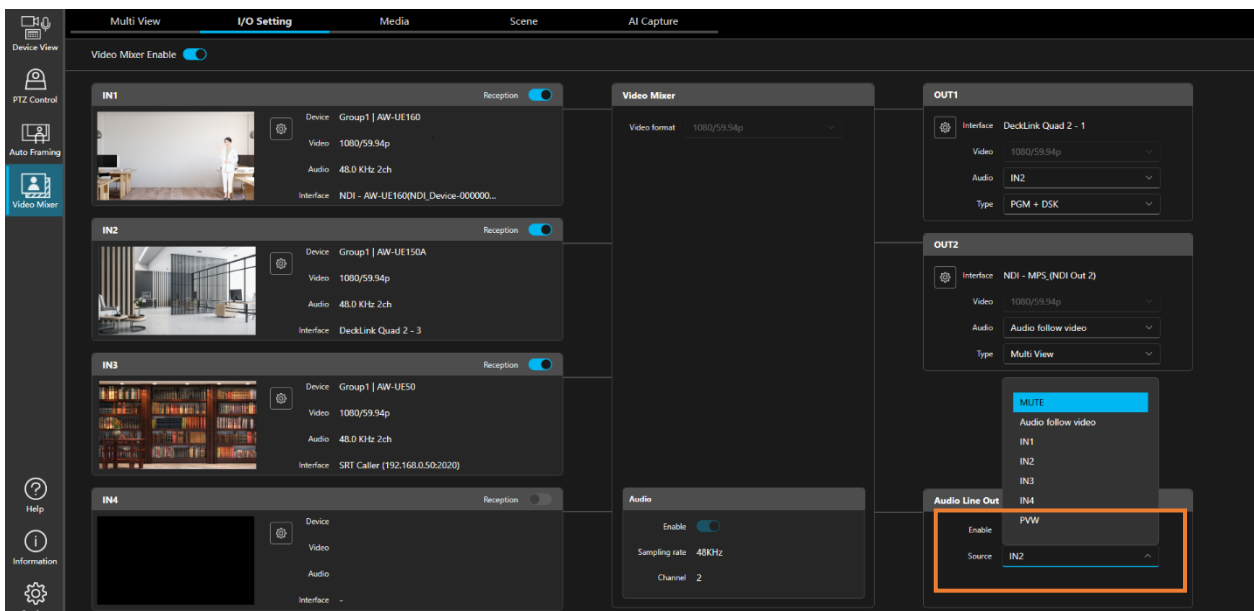 Multi View
I/O Setting
Media
Scene
AI Capture
Device View
PTZ Control
Auto Framing
Video Mixer
Help
Information
Video Mixer Enable
IN1
Reception
Device Group1 | AW-UE160
Video 1080/59.94p
Audio 48.0 KHz 2ch
Interface NDI - AW-UE160(NDI_Device-000000...
IN2
Reception
Device Group1 | AW-UE150A
Video 1080/59.94p
Audio 48.0 KHz 2ch
Interface DeckLink Quad 2 - 3
IN3
Reception
Device Group1 | AW-UE50
Video 1080/59.94p
Audio 48.0 KHz 2ch
Interface SRT Caller (192.168.0.50:2020)
IN4
Reception
Device
Video
Audio
Interface -
Video Mixer
Video format 1080/59.94p
Audio
Enable
Sampling rate 48KHz
Channel 2
OUT1
Interface DeckLink Quad 2 - 1
Video 1080/59.94p
Audio IN2
Type PGM + DSK
OUT2
Interface NDI - MPS_(NDI Out 2)
Video 1080/59.94p
Audio Audio follow video
Type Multi View
MUTE
Audio follow video
IN1
IN2
IN3
IN4
PVW
Audio Line Out
Enable
Source IN2